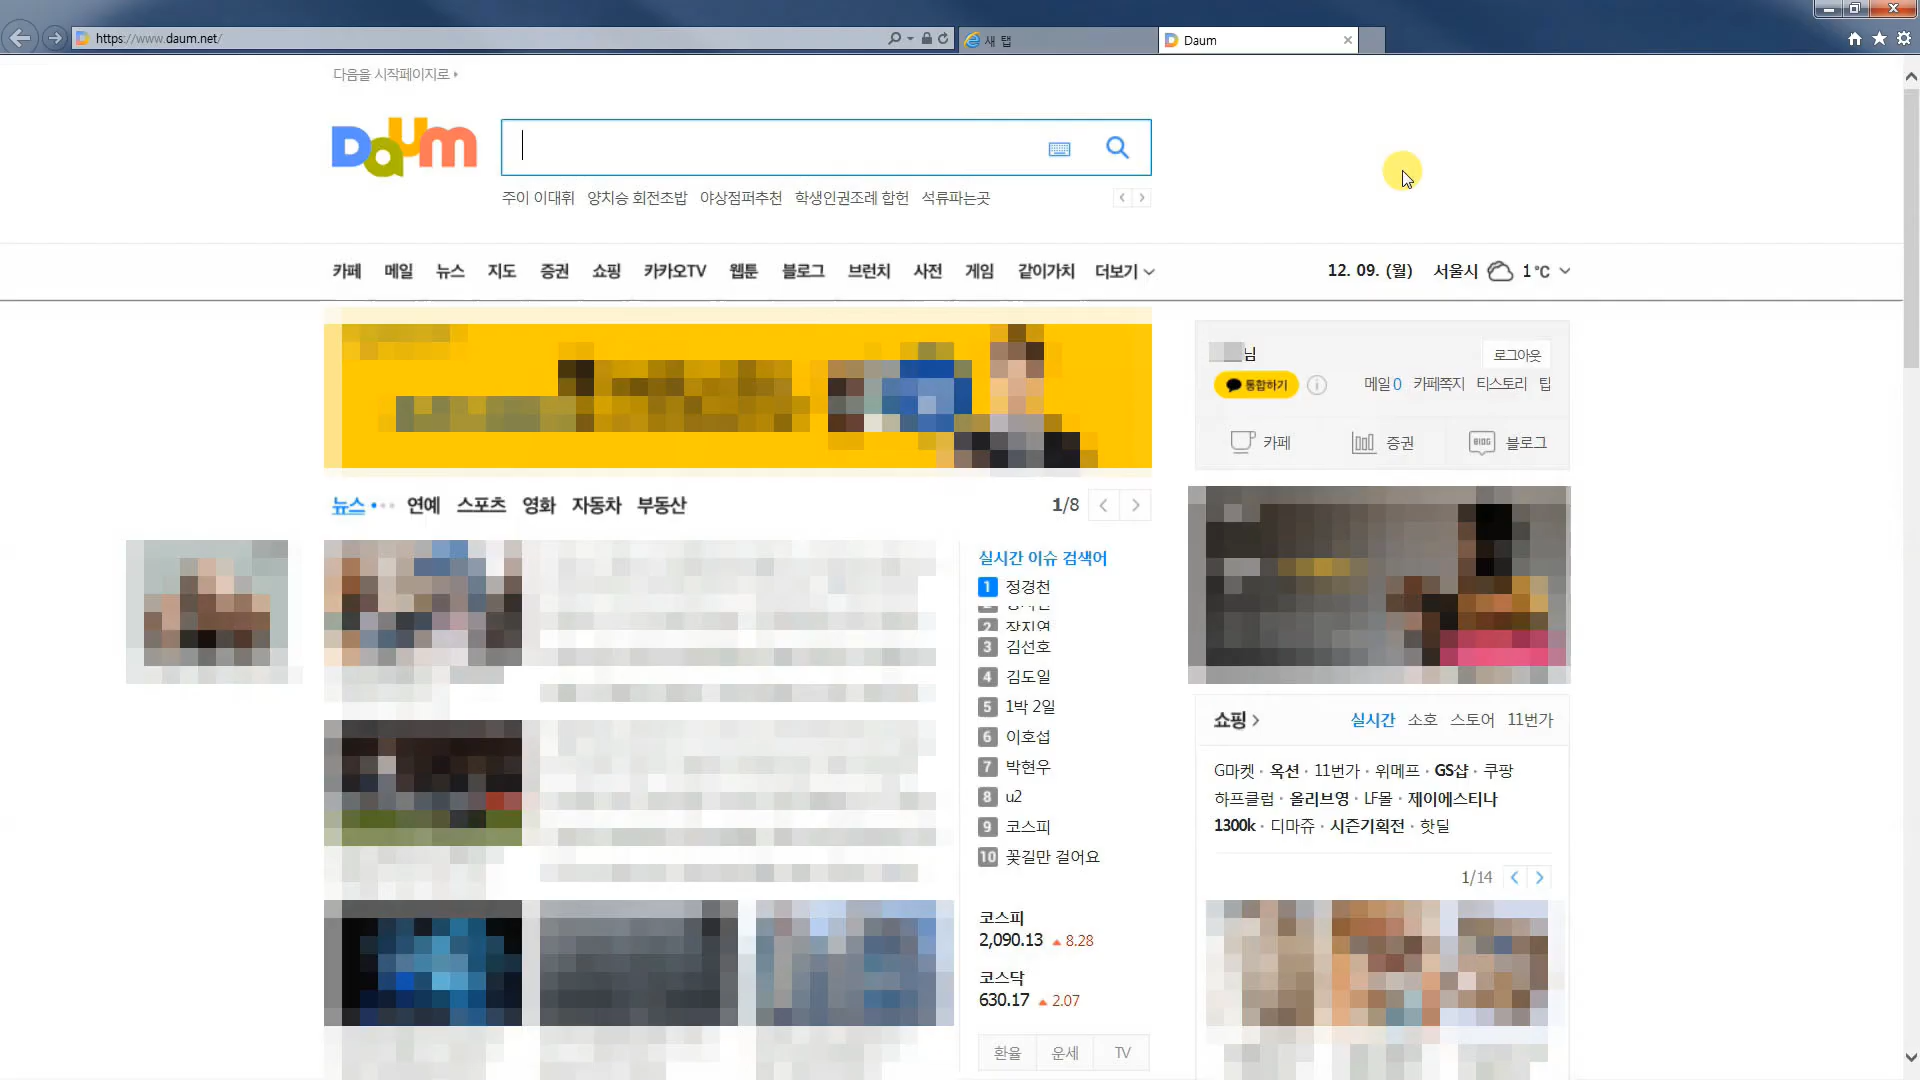 https://www.daum.net/
새 탭
Daum
다음을 시작페이지로
Daum
주이 이대휘 양치승 회전초밥 야상점퍼추천 학생인권조례 합헌 석류파는곳
카페 메일 뉴스 지도 증권 쇼핑 카카오TV 웹툰 블로그 브런치 사전 게임 같이가치 더보기
12. 09. (월) 서울시 1°C
님 로그아웃
통합하기 메일 0 카페쪽지 티스토리 팁
카페 증권 BLOG 블로그
뉴스 연예 스포츠 영화 자동차 부동산 1/8
실시간 이슈 검색어
1 정경천
2 장지연
3 김선호
4 김도일
5 1박 2일
6 이호섭
7 박현우
8 u2
9 코스피
10 꽃길만 걸어요
코스피
2,090.13 ▲ 8.28
코스닥
630.17 ▲ 2.07
환율 운세 TV
쇼핑 > 실시간 소호 스토어 11번가
G마켓 · 옥션 · 11번가 · 위메프 · GS샵 · 쿠팡
하프클럽 · 올리브영 · LF몰 · 제이에스티나
1300k · 디마쥬 · 시즌기획전 · 핫딜
1/14